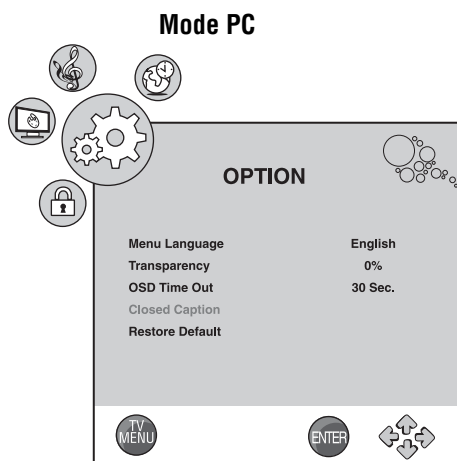 Mode PC
OPTION
Menu Language English
Transparency 0%
OSD Time Out 30 Sec.
Closed Caption
Restore Default
TV
MENU
ENTER